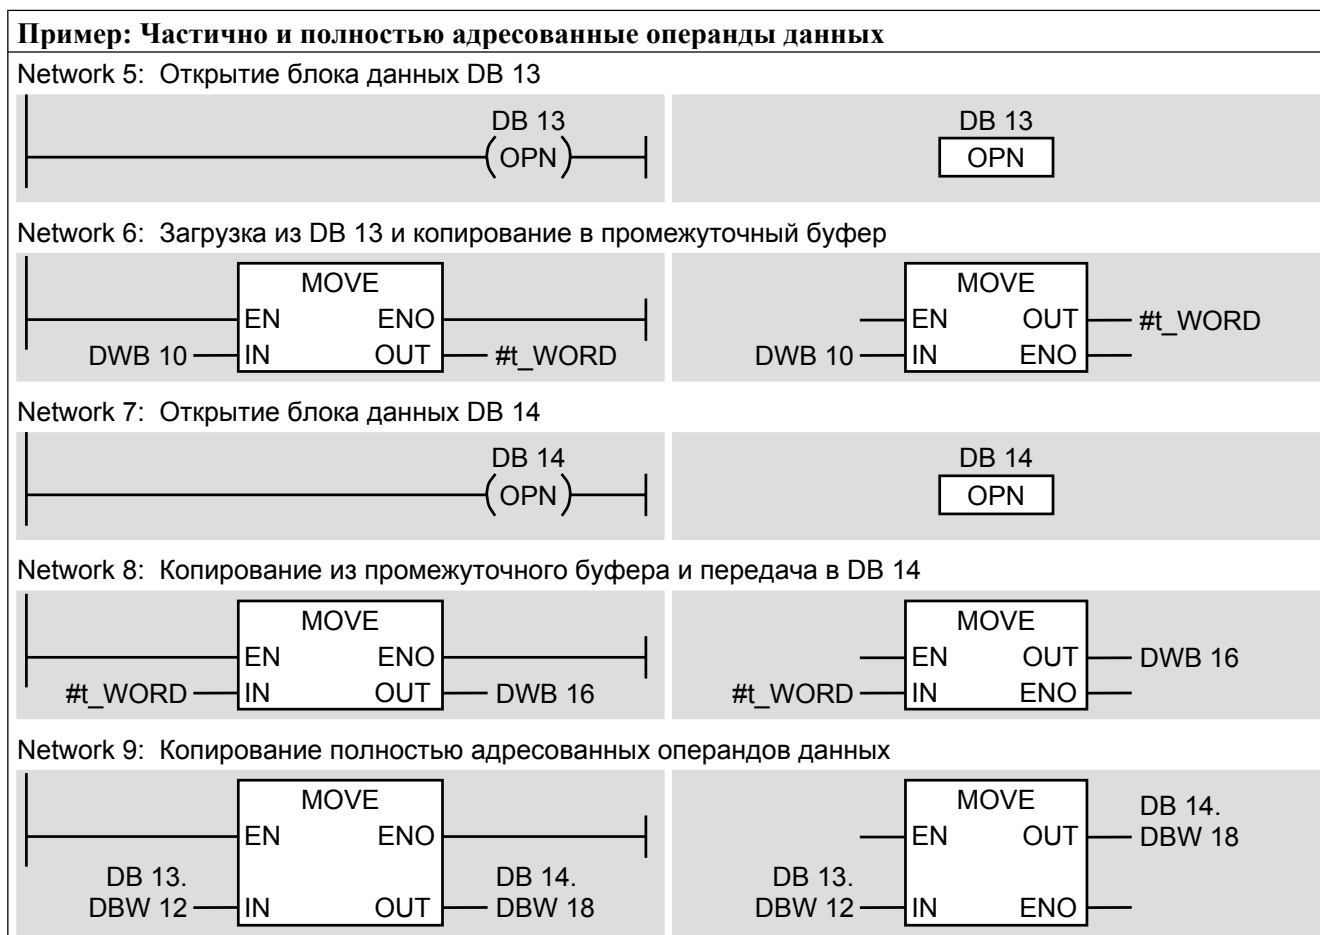 Пример: Частично и полностью адресованные операнды данных
Network 5: Открытие блока данных DB 13
DB 13
OPN
DB 13
OPN
Network 6: Загрузка из DB 13 и копирование в промежуточный буфер
MOVE
EN ENO
DWB 10 IN OUT #t_WORD
MOVE
EN OUT #t_WORD
DWB 10 IN ENO
Network 7: Открытие блока данных DB 14
DB 14
OPN
DB 14
OPN
Network 8: Копирование из промежуточного буфера и передача в DB 14
MOVE
EN ENO
#t_WORD IN OUT DWB 16
MOVE
EN OUT DWB 16
#t_WORD IN ENO
Network 9: Копирование полностью адресованных операндов данных
MOVE
EN ENO
DB 13. DB 14.
DBW 12 IN OUT DBW 18
MOVE DB 14.
EN OUT DBW 18
DB 13.
DBW 12 IN ENO